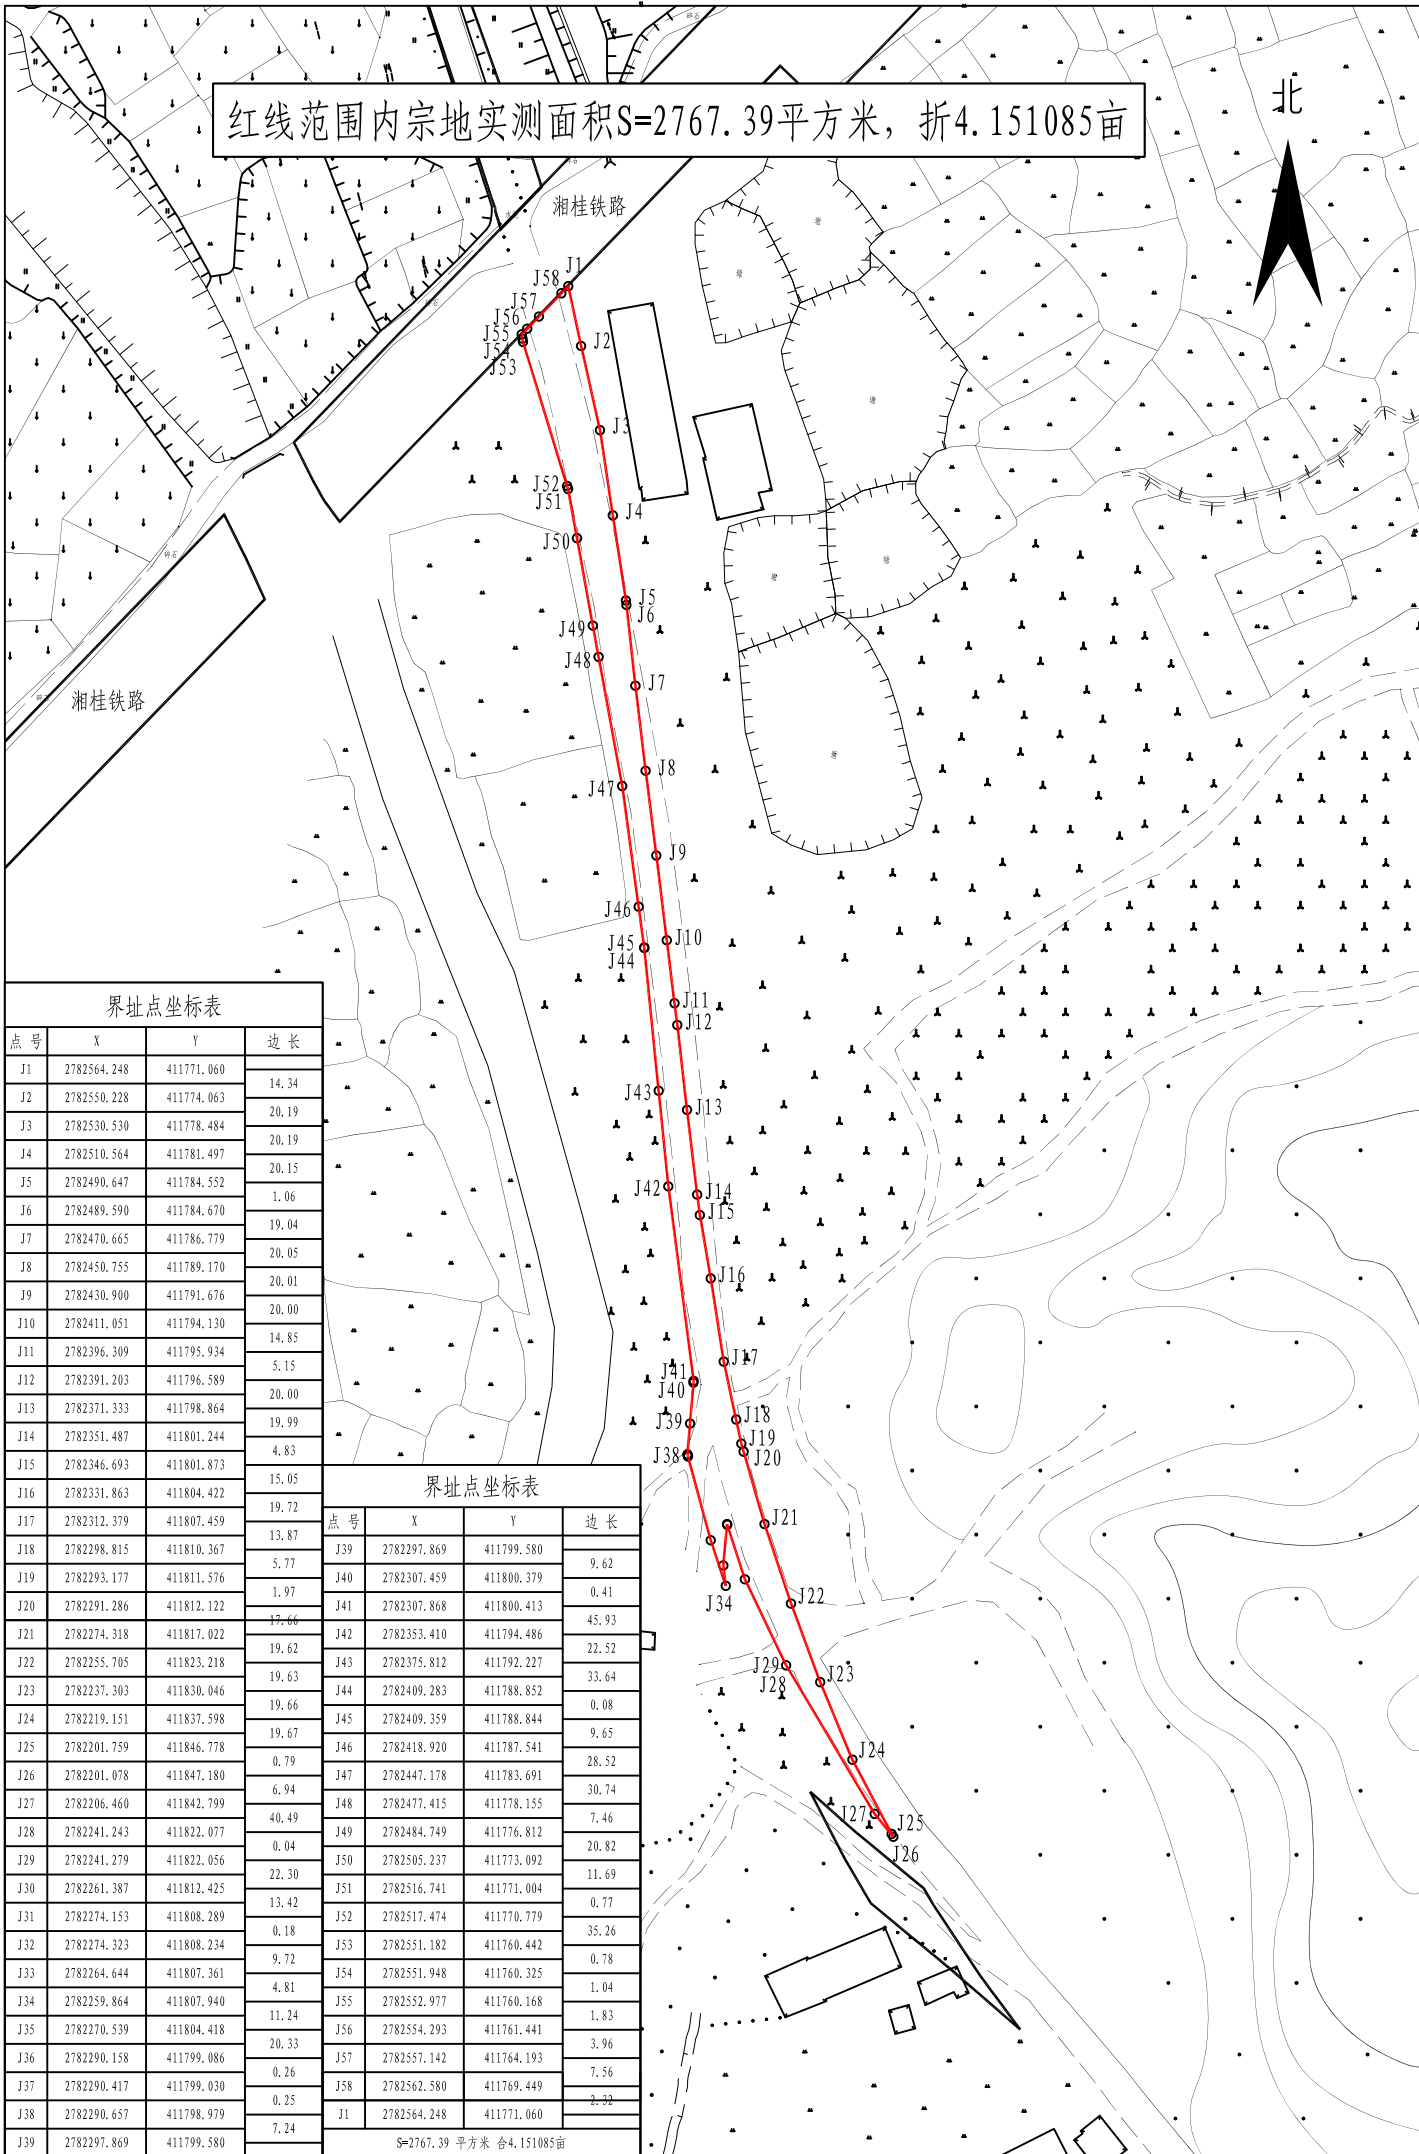 红线范围内宗地实测面积S=2767.39平方米，折4.151085亩
北
湘桂铁路
湘桂铁路
J1
J58
J57
J56
J55
J54
J53
J2
J3
J52
J51
J4
J50
J5
J6
J49
J48
J7
J8
J47
J9
J46
J10
J45
J44
J11
J12
J43
J13
J42
J14
J15
J16
J17
J41
J40
J39
J18
J19
J38
J20
J21
J34
J22
J29
J28
J23
J24
J27
J25
J26
界址点坐标表
点号 X Y 边长
J1 2782564.248 411771.060
14.34
J2 2782550.228 411774.063
20.19
J3 2782530.530 411778.484
20.19
J4 2782510.564 411781.497
20.15
J5 2782490.647 411784.552
1.06
J6 2782489.590 411784.670
19.04
J7 2782470.665 411786.779
20.05
J8 2782450.755 411789.170
20.01
J9 2782430.900 411791.676
20.00
J10 2782411.051 411794.130
14.85
J11 2782396.309 411795.934
5.15
J12 2782391.203 411796.589
20.00
J13 2782371.333 411798.864
19.99
J14 2782351.487 411801.244
4.83
J15 2782346.693 411801.873
15.05
J16 2782331.863 411804.422
19.72
J17 2782312.379 411807.459
13.87
J18 2782298.815 411810.367
5.77
J19 2782293.177 411811.576
1.97
J20 2782291.286 411812.122
17.66
J21 2782274.318 411817.022
19.62
J22 2782255.705 411823.218
19.63
J23 2782237.303 411830.046
19.66
J24 2782219.151 411837.598
19.67
J25 2782201.759 411846.778
0.79
J26 2782201.078 411847.180
6.94
J27 2782206.460 411842.799
40.49
J28 2782241.243 411822.077
0.04
J29 2782241.279 411822.056
22.30
J30 2782261.387 411812.425
13.42
J31 2782274.153 411808.289
0.18
J32 2782274.323 411808.234
9.72
J33 2782264.644 411807.361
4.81
J34 2782259.864 411807.940
11.24
J35 2782270.539 411804.418
20.33
J36 2782290.158 411799.086
0.26
J37 2782290.417 411799.030
0.25
J38 2782290.657 411798.979
7.24
J39 2782297.869 411799.580
界址点坐标表
点号 X Y 边长
J39 2782297.869 411799.580
9.62
J40 2782307.459 411800.379
0.41
J41 2782307.868 411800.413
45.93
J42 2782353.410 411794.486
22.52
J43 2782375.812 411792.227
33.64
J44 2782409.283 411788.852
0.08
J45 2782409.359 411788.844
9.65
J46 2782418.920 411787.541
28.52
J47 2782447.178 411783.691
30.74
J48 2782477.415 411778.155
7.46
J49 2782484.749 411776.812
20.82
J50 2782505.237 411773.092
11.69
J51 2782516.741 411771.004
0.77
J52 2782517.474 411770.779
35.26
J53 2782551.182 411760.442
0.78
J54 2782551.948 411760.325
1.04
J55 2782552.977 411760.168
1.83
J56 2782554.293 411761.441
3.96
J57 2782557.142 411764.193
7.56
J58 2782562.580 411769.449
2.32
J1 2782564.248 411771.060
S=2767.39 平方米 合4.151085亩